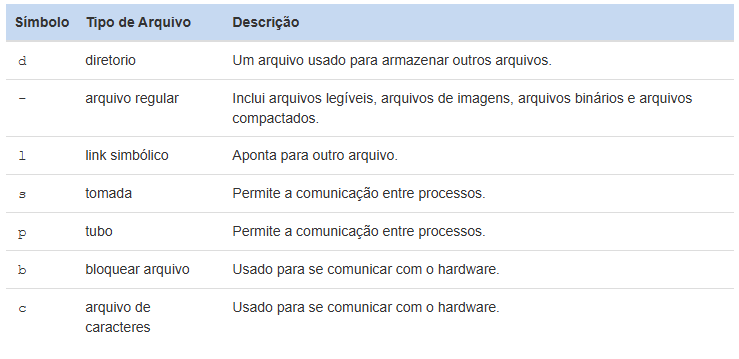 Símbolo Tipo de Arquivo Descrição
d diretorio Um arquivo usado para armazenar outros arquivos.
- arquivo regular Inclui arquivos legíveis, arquivos de imagens, arquivos binários e arquivos
compactados.
l link simbólico Aponta para outro arquivo.
s tomada Permite a comunicação entre processos.
p tubo Permite a comunicação entre processos.
b bloquear arquivo Usado para se comunicar com o hardware.
c arquivo de Usado para se comunicar com o hardware.
caracteres